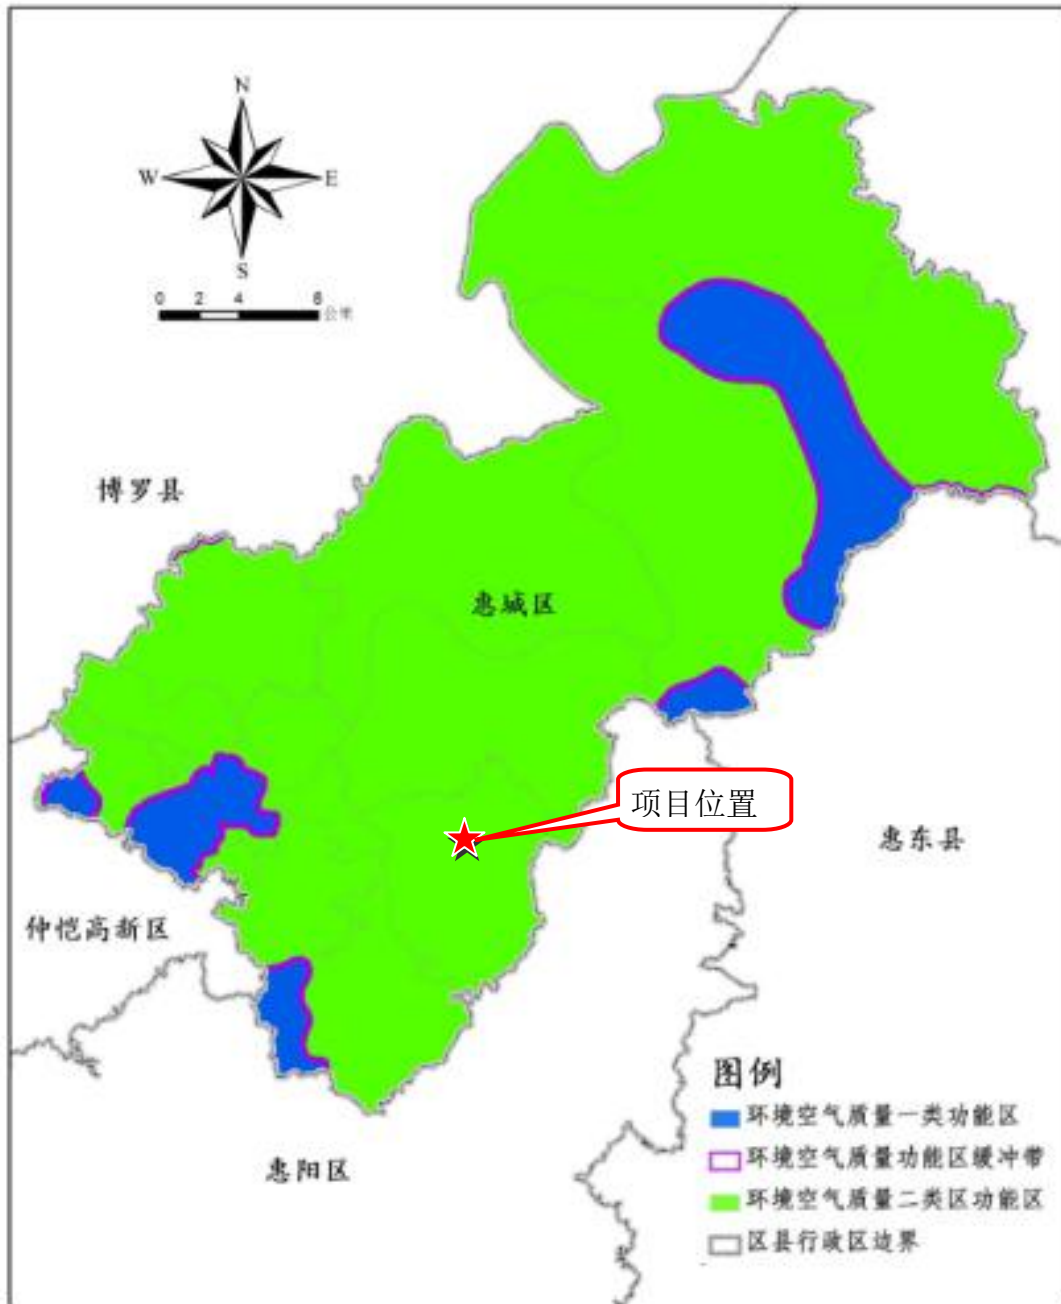 N
W
E
S
0 2 4 8
公里
博罗县
惠城区
项目位置
惠东县
仲恺高新区
惠阳区
图例
环境空气质量一类功能区
环境空气质量功能区缓冲带
环境空气质量二类区功能区
区县行政区边界